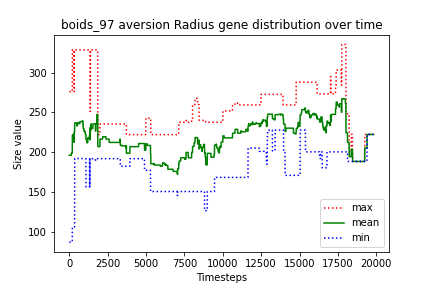 boids_97 aversion Radius gene distribution over time
Size value
300
250
200
150
100
0
2500
5000
7500
10000
12500
15000
17500
20000
Timesteps
max
mean
min